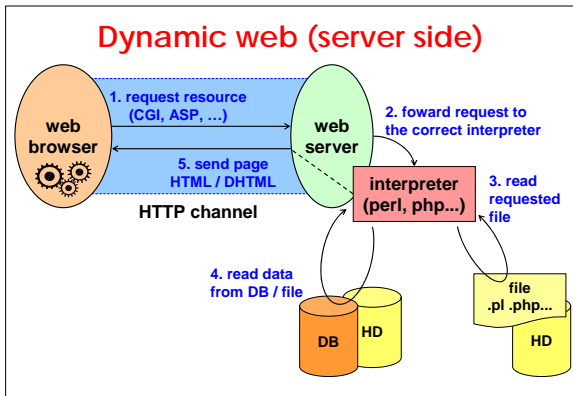 Dynamic web (server side)
1. request resource
(CGI, ASP, ...)
web
browser
web
server
2. foward request to
the correct interpreter
5. send page
HTML / DHTML
HTTP channel
interpreter
(perl, php...)
3. read
requested
file
4. read data
from DB / file
file
.pl .php...
DB
HD
HD